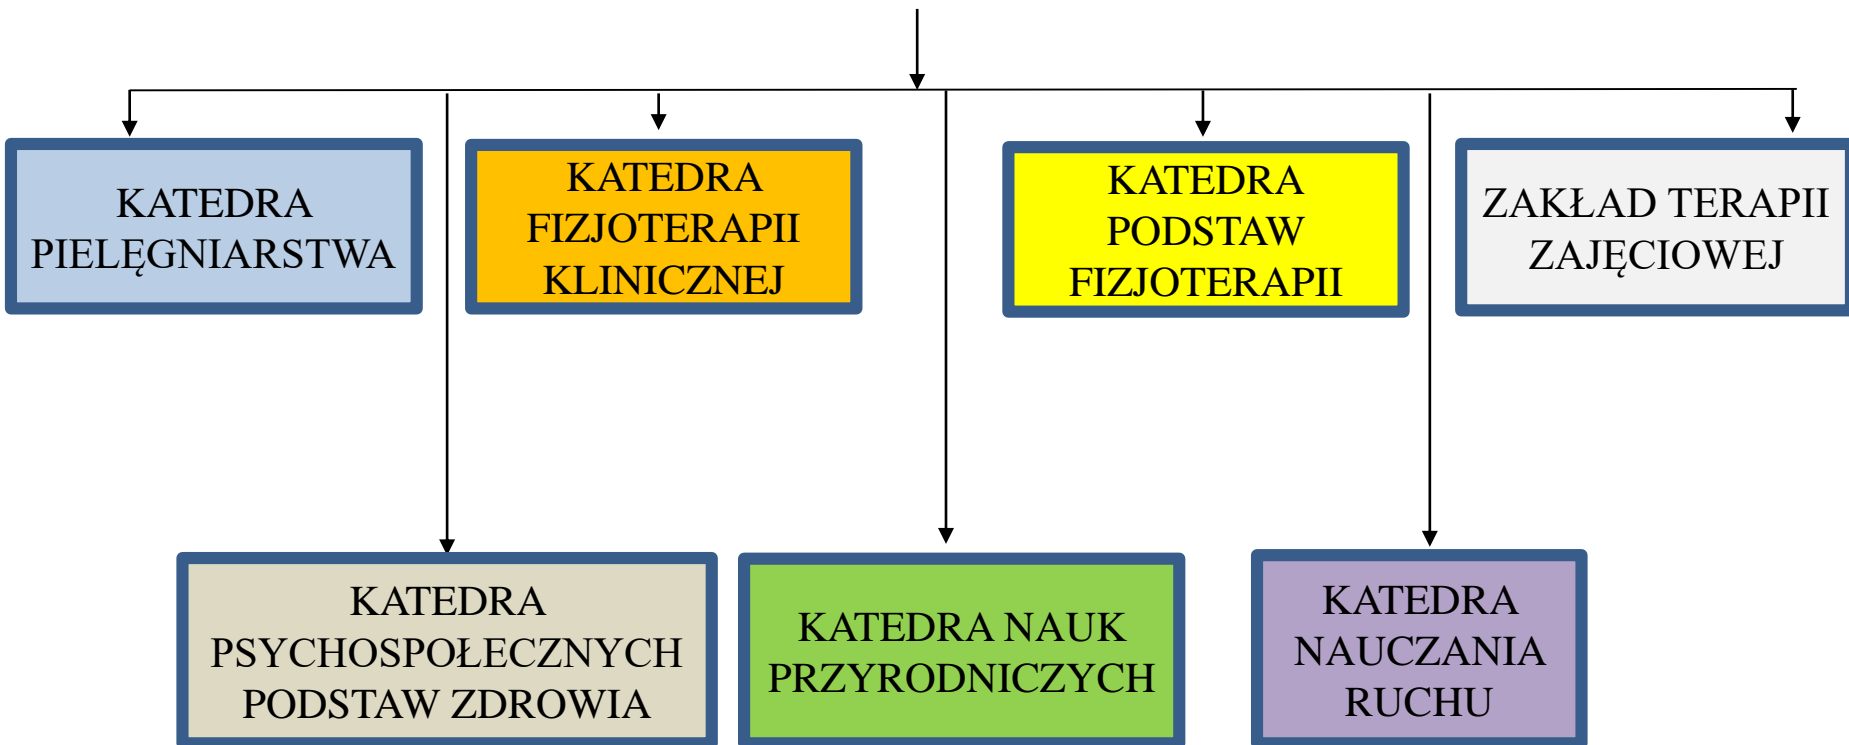 KATEDRA
PIELĘGNIARSTWA
KATEDRA
FIZJOTERAPII
KLINICZNEJ
KATEDRA
PODSTAW
FIZJOTERAPII
ZAKŁAD TERAPII
ZAJĘCIOWEJ
KATEDRA
PSYCHOSPOŁECZNYCH
PODSTAW ZDROWIA
KATEDRA NAUK
PRZYRODNICZYCH
KATEDRA
NAUCZANIA
RUCHU